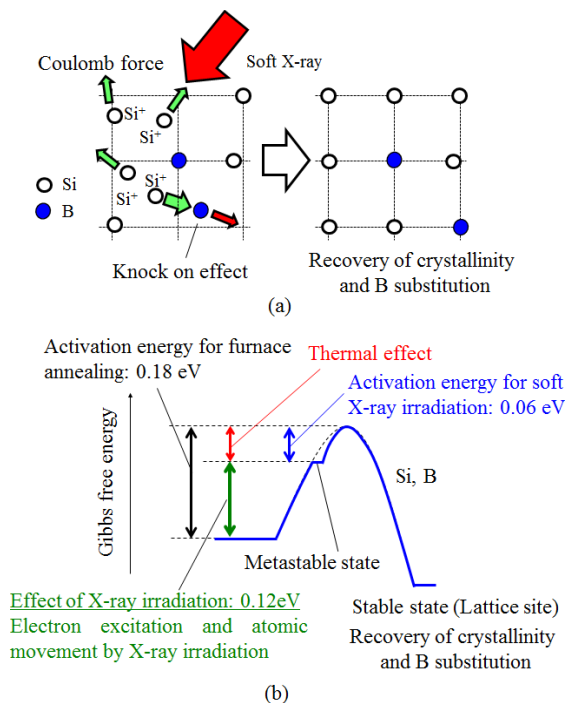 Coulomb force
Soft X-ray
Si⁺
Si⁺
Si⁺
Si⁺
Si
B
Knock on effect
Recovery of crystallinity
and B substitution
(a)
Activation energy for furnace
annealing: 0.18 eV
Thermal effect
Activation energy for soft
X-ray irradiation: 0.06 eV
Gibbs free energy
Si, B
Metastable state
Effect of X-ray irradiation: 0.12eV
Electron excitation and atomic
movement by X-ray irradiation
Stable state (Lattice site)
Recovery of crystallinity
and B substitution
(b)